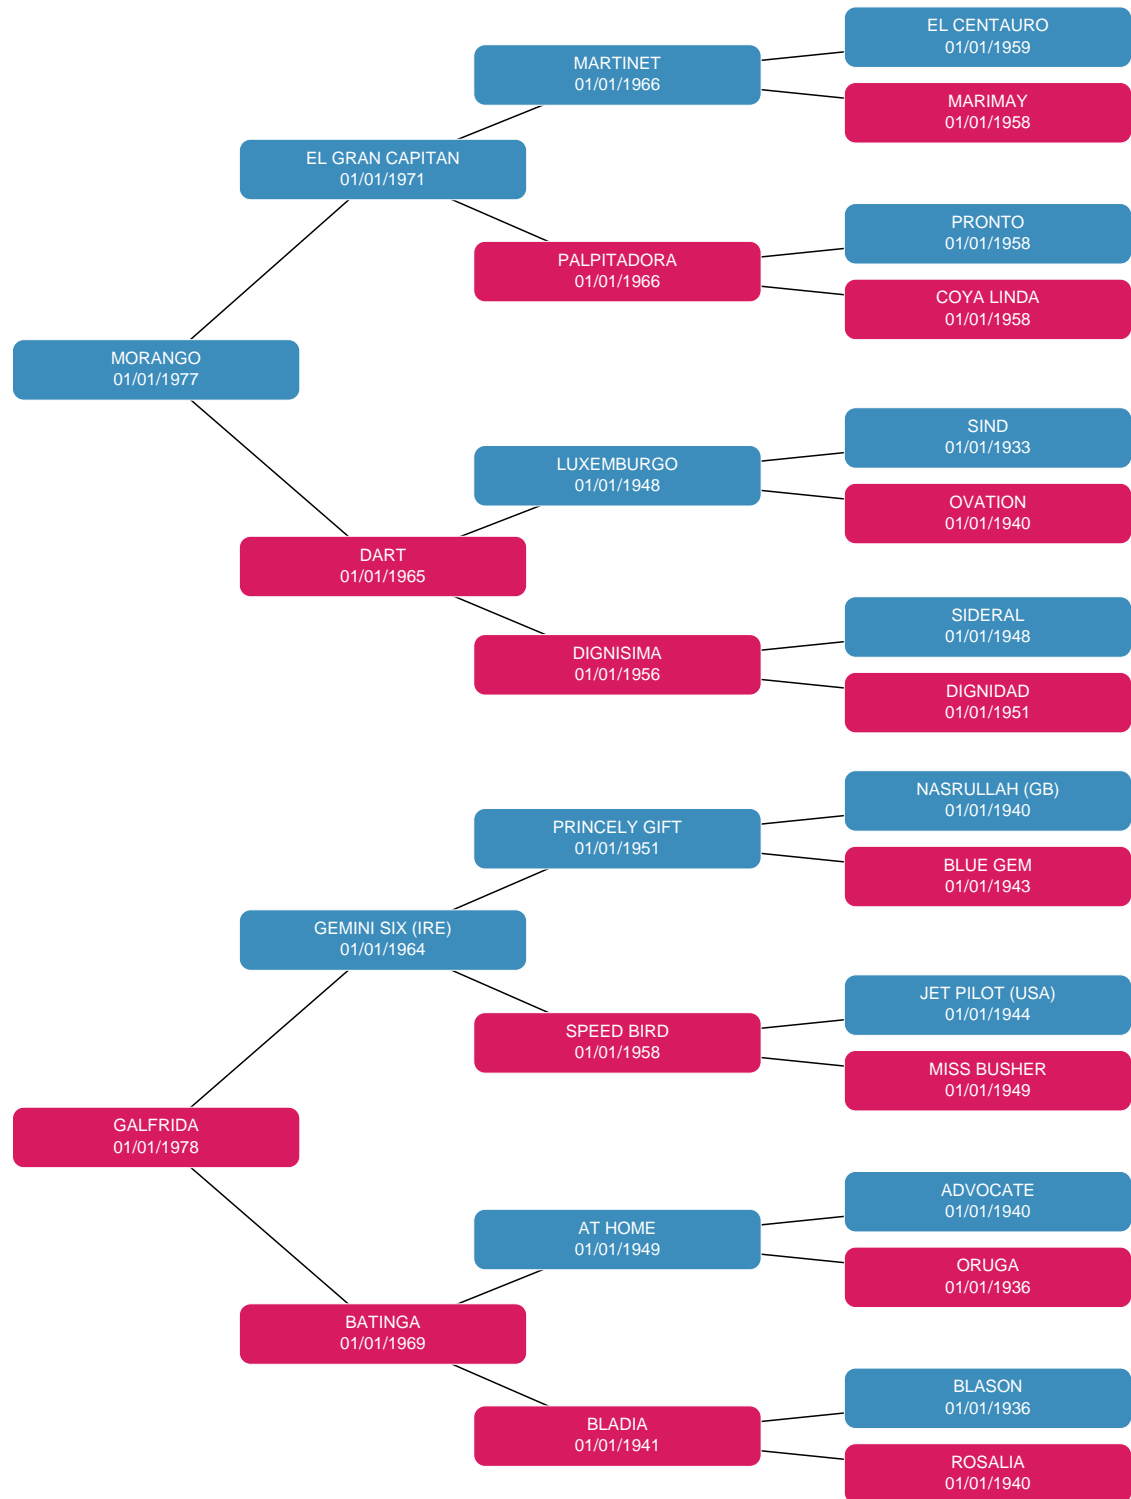 EL CENTAURO
01/01/1959
MARTINET
01/01/1966
MARIMAY
01/01/1958
EL GRAN CAPITAN
01/01/1971
PRONTO
01/01/1958
PALPITADORA
01/01/1966
COYA LINDA
01/01/1958
MORANGO
01/01/1977
SIND
01/01/1933
LUXEMBURGO
01/01/1948
OVATION
01/01/1940
DART
01/01/1965
SIDERAL
01/01/1948
DIGNISIMA
01/01/1956
DIGNIDAD
01/01/1951
NASRULLAH (GB)
01/01/1940
PRINCELY GIFT
01/01/1951
BLUE GEM
01/01/1943
GEMINI SIX (IRE)
01/01/1964
JET PILOT (USA)
01/01/1944
SPEED BIRD
01/01/1958
MISS BUSHER
01/01/1949
GALFRIDA
01/01/1978
ADVOCATE
01/01/1940
AT HOME
01/01/1949
ORUGA
01/01/1936
BATINGA
01/01/1969
BLASON
01/01/1936
BLADIA
01/01/1941
ROSALIA
01/01/1940